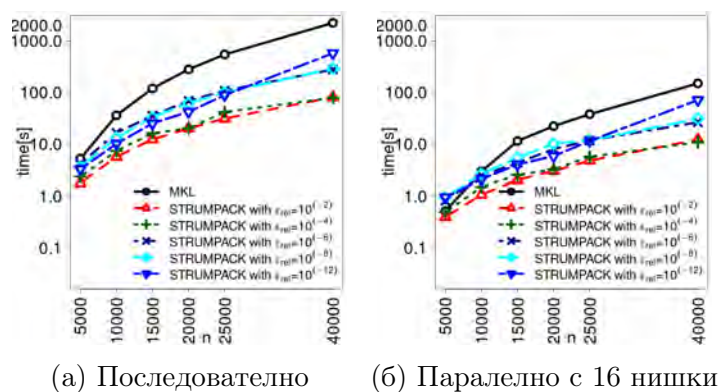 2000.0
1000.0
100.0
10.0
1.0
0.1
time[s]
MKL
STRUMPACK with ε_rel=10^(−2)
STRUMPACK with ε_rel=10^(−4)
STRUMPACK with ε_rel=10^(−6)
STRUMPACK with ε_rel=10^(−8)
STRUMPACK with ε_rel=10^(−12)
5000
10000
15000
20000
25000
40000
n
(а) Последователно
2000.0
1000.0
100.0
10.0
1.0
0.1
time[s]
MKL
STRUMPACK with ε_rel=10^(−2)
STRUMPACK with ε_rel=10^(−4)
STRUMPACK with ε_rel=10^(−6)
STRUMPACK with ε_rel=10^(−8)
STRUMPACK with ε_rel=10^(−12)
5000
10000
15000
20000
25000
40000
n
(б) Паралелно с 16 нишки